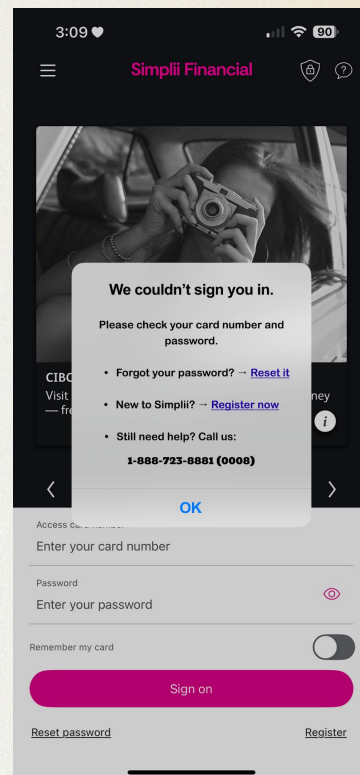 3:09
90
Simplii Financial
?
We couldn't sign you in.
Please check your card number and
password.
• Forgot your password? → Reset it
• New to Simplii? → Register now
• Still need help? Call us:
1-888-723-8881 (0008)
OK
CIBC
Visit
ney
— fre
i
Access card number
Enter your card number
Password
Enter your password
Remember my card
Sign on
Reset password
Register